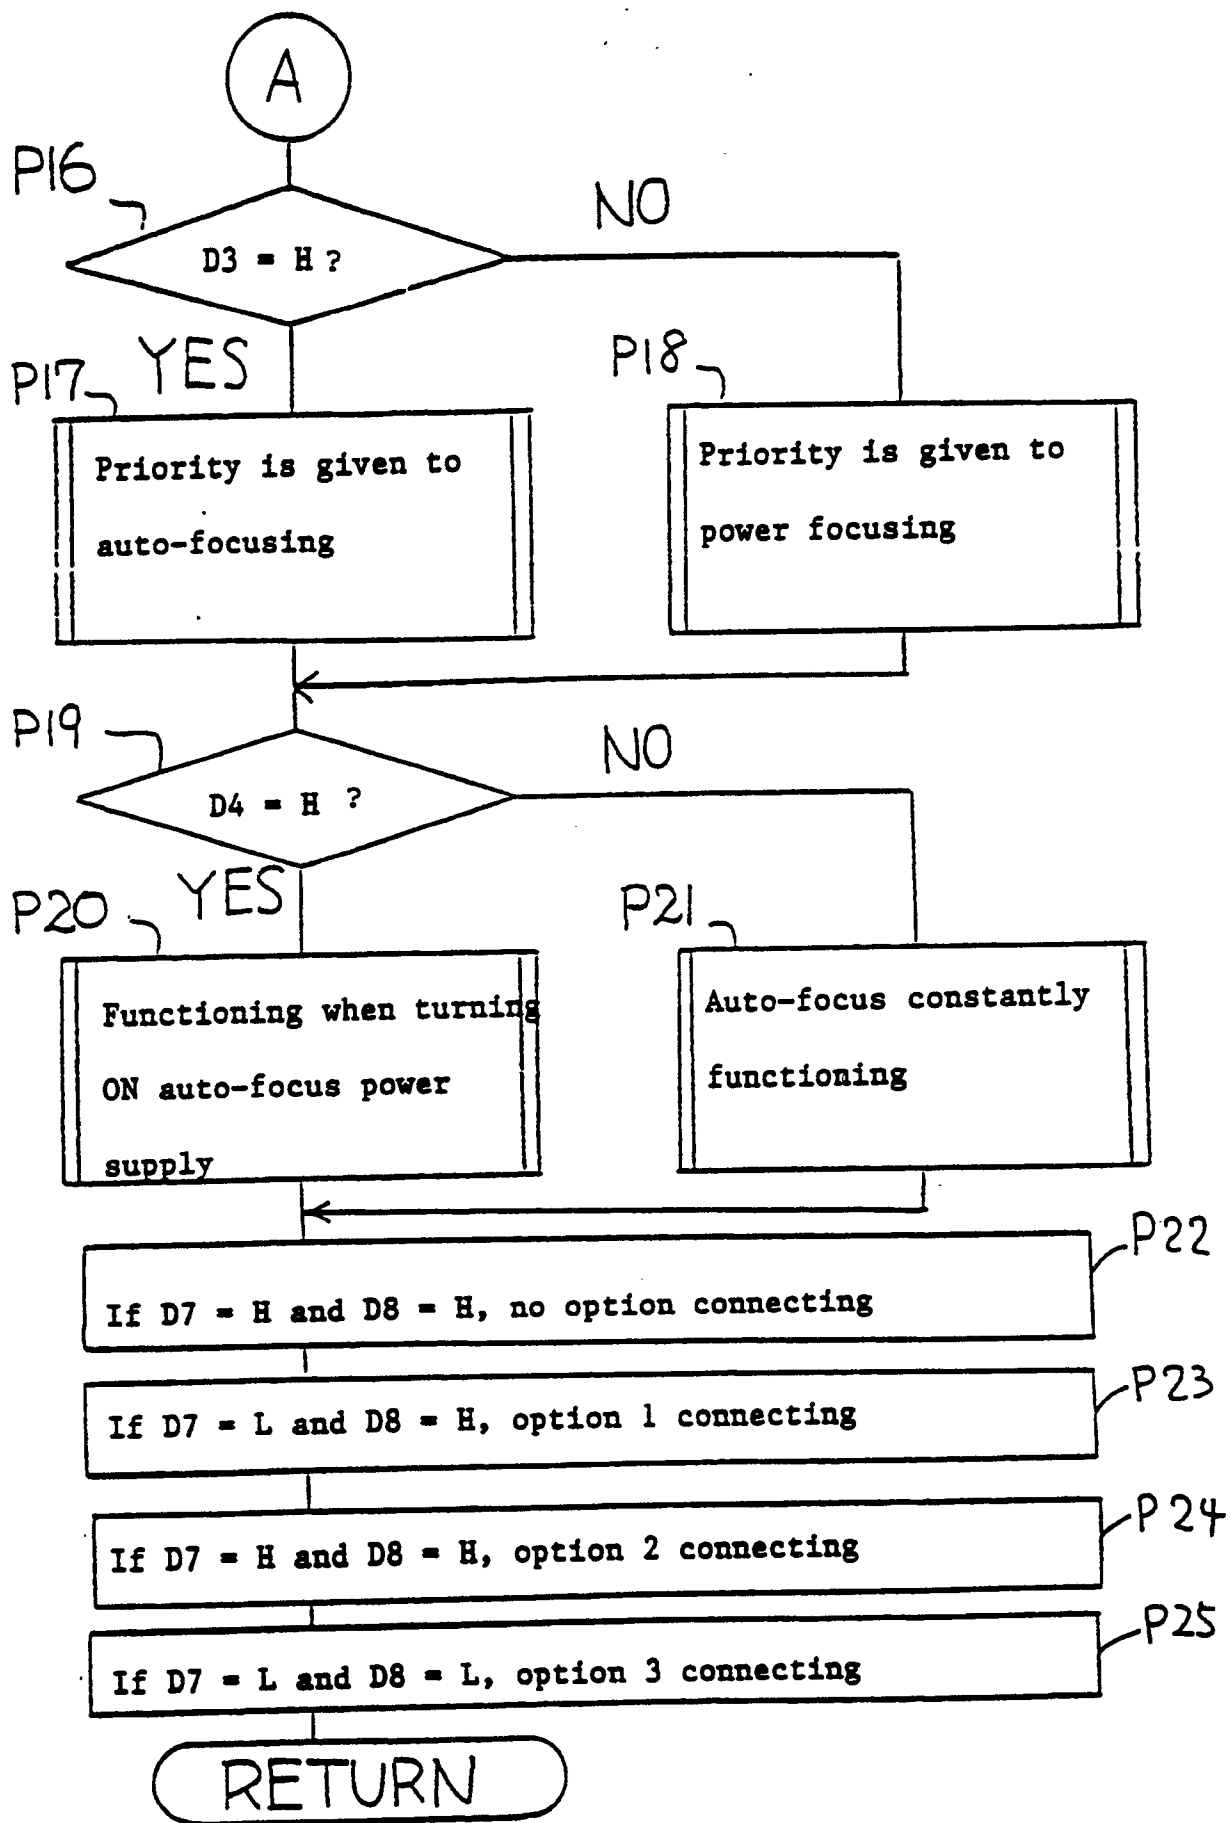 A
P16
NO
D3 = H ?
YES
P17
P18
Priority is given to
auto-focusing
Priority is given to
power focusing
P19
NO
D4 = H ?
YES
P20
P21
Functioning when turning
ON auto-focus power
supply
Auto-focus constantly
functioning
P22
If D7 = H and D8 = H, no option connecting
P23
If D7 = L and D8 = H, option 1 connecting
P24
If D7 = H and D8 = H, option 2 connecting
P25
If D7 = L and D8 = L, option 3 connecting
RETURN